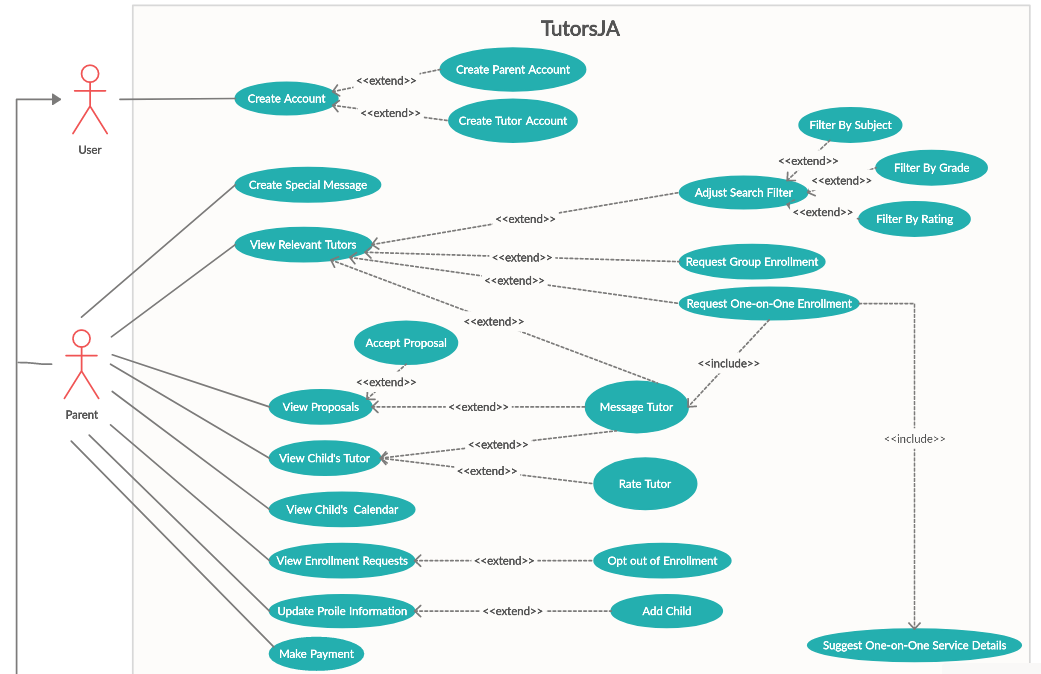 TutorsJA
Create Parent Account
<<extend>>
Create Account
<<extend>>
Create Tutor Account
User
Filter By Subject
<<extend>>
Filter By Grade
<<extend>>
Create Special Message
Adjust Search Filter
<<extend>>
Filter By Rating
<<extend>>
View Relevant Tutors
<<extend>>
Request Group Enrollment
<<extend>>
Request One-on-One Enrollment
<<extend>>
Accept Proposal
<<include>>
<<extend>>
Parent
View Proposals
<<extend>>
Message Tutor
<<include>>
<<extend>>
View Child's Tutor
<<extend>>
Rate Tutor
View Child's Calendar
View Enrollment Requests
<<extend>>
Opt out of Enrollment
Update Proile Information
<<extend>>
Add Child
Suggest One-on-One Service Details
Make Payment